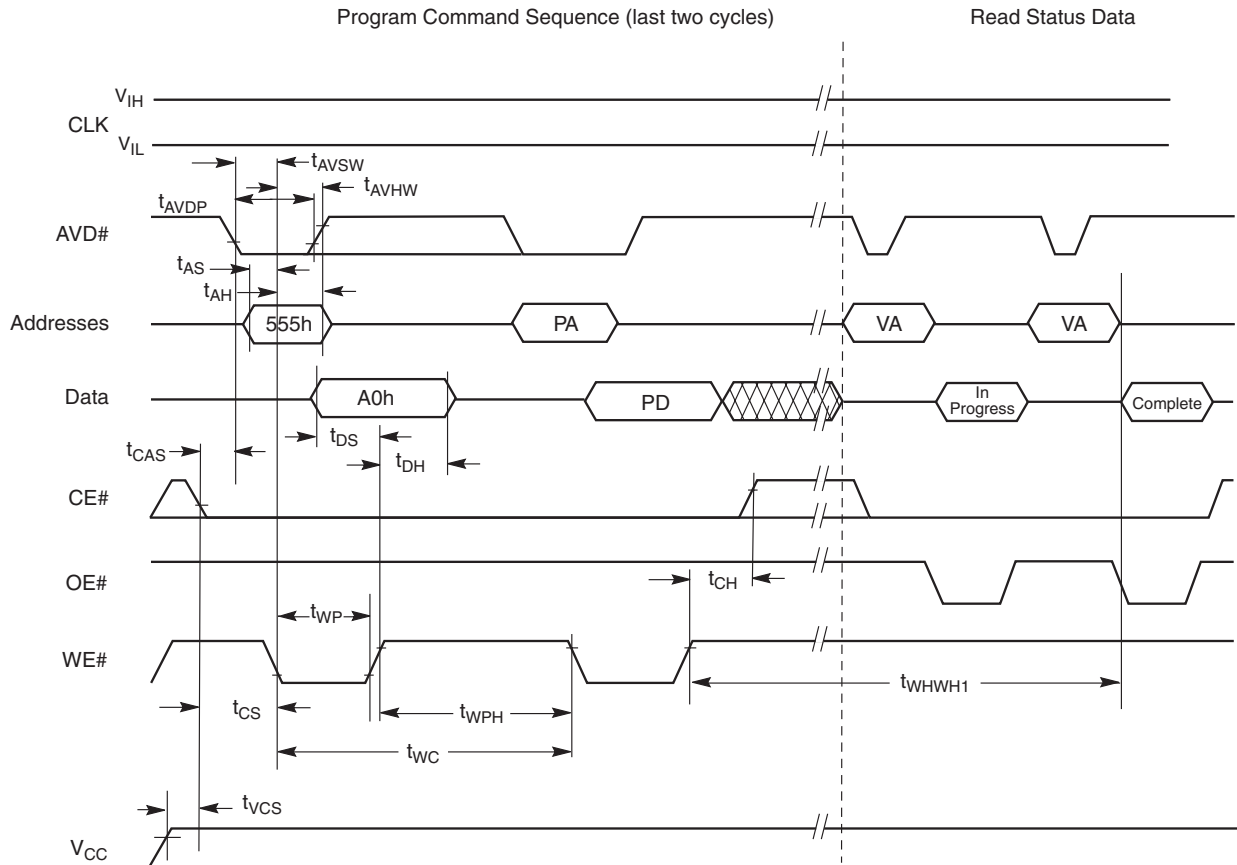 Program Command Sequence (last two cycles)
Read Status Data
VIH
CLK
VIL
tAVSW
tAVHW
tAVDP
AVD#
tAS
tAH
Addresses
555h
PA
VA
VA
Data
A0h
PD
In
Progress
Complete
tDS
tDH
tCAS
CE#
OE#
tCH
tWP
WE#
tWHWH1
tCS
tWPH
tWC
tVCS
VCC